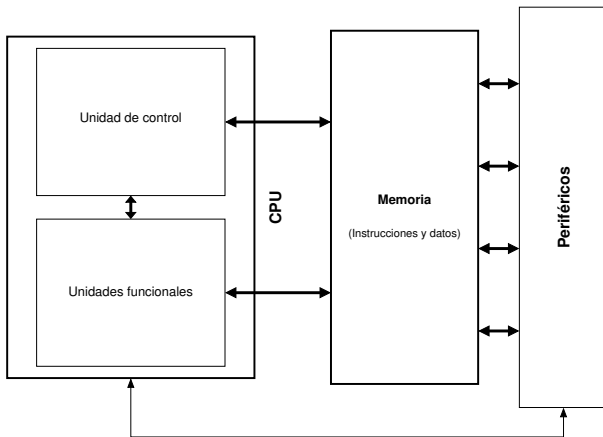 Unidad de control
Unidades funcionales
CPU
Memoria
(Instrucciones y datos)
Periféricos